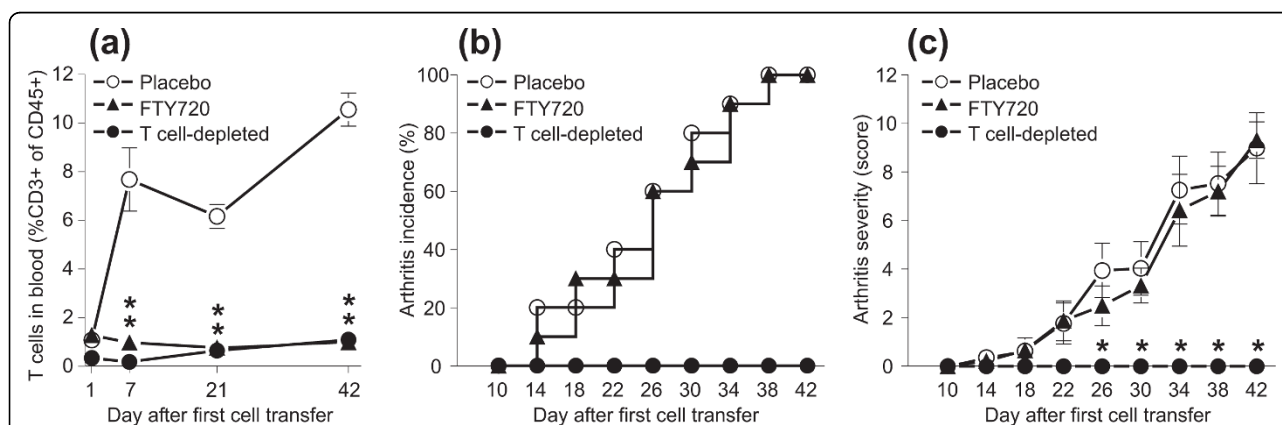 (a)
T cells in blood (%CD3+ of CD45+)
12
10
8
6
4
2
0
Placebo
FTY720
T cell-depleted
* * *
* * *
1 7 21 42
Day after first cell transfer
(b)
Arthritis incidence (%)
100
80
60
40
20
0
Placebo
FTY720
T cell-depleted
10 14 18 22 26 30 34 38 42
Day after first cell transfer
(c)
Arthritis severity (score)
12
10
8
6
4
2
0
Placebo
FTY720
T cell-depleted
* * * * *
10 14 18 22 26 30 34 38 42
Day after first cell transfer